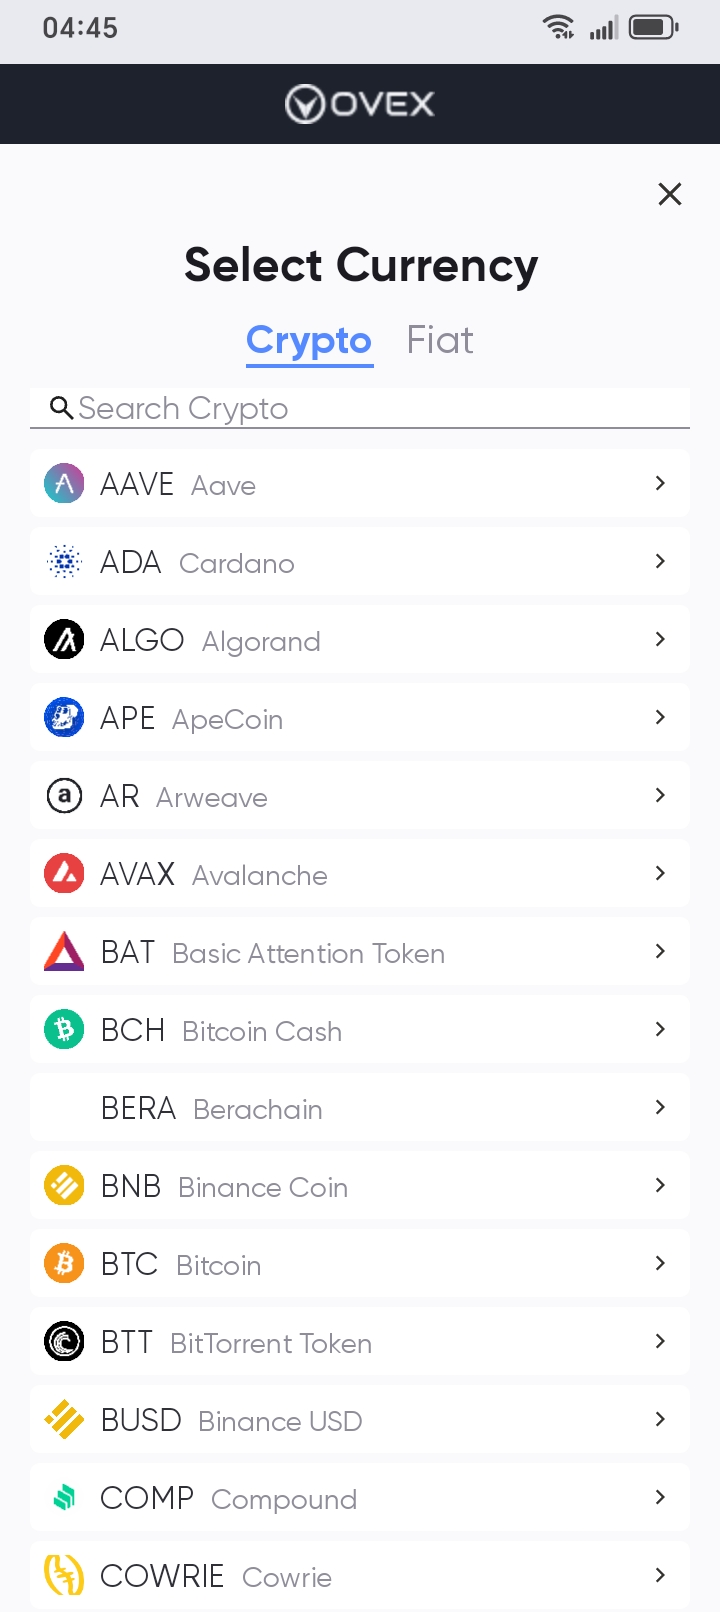 04:45
OVEX
Select Currency
Crypto Fiat
Search Crypto
AAVE Aave
ADA Cardano
ALGO Algorand
APE ApeCoin
AR Arweave
AVAX Avalanche
BAT Basic Attention Token
BCH Bitcoin Cash
BERA Berachain
BNB Binance Coin
BTC Bitcoin
BTT BitTorrent Token
BUSD Binance USD
COMP Compound
COWRIE Cowrie